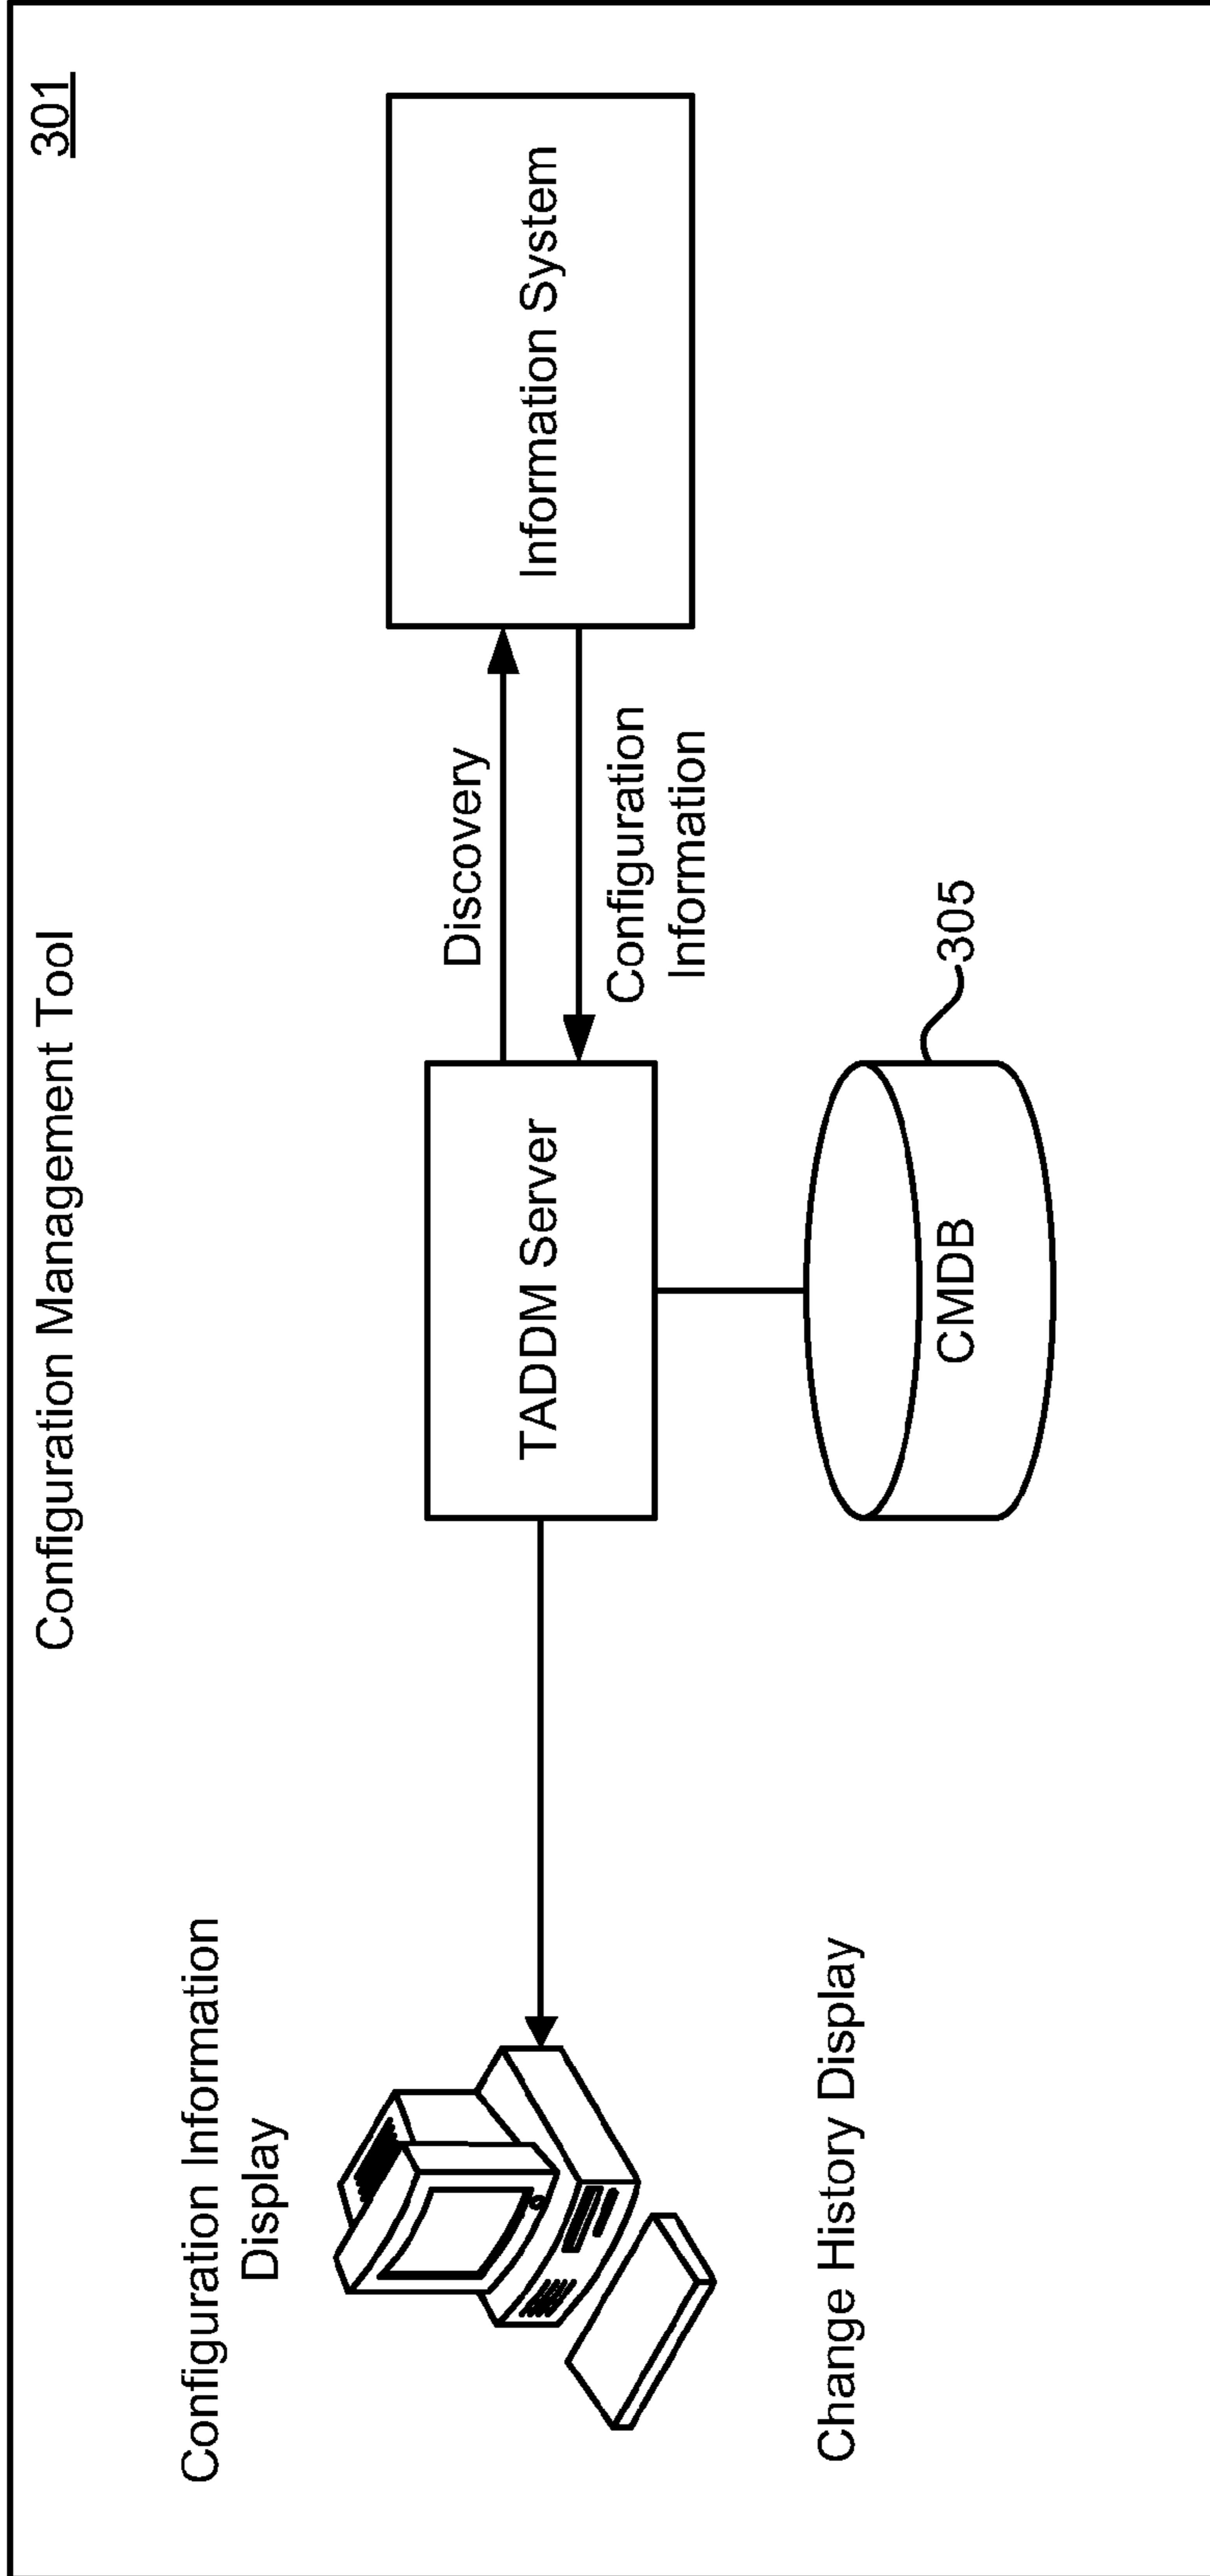 Configuration Management Tool
301
Configuration Information
Display
Change History Display
TADDM Server
CMDB
305
Discovery
Configuration
Information
Information System